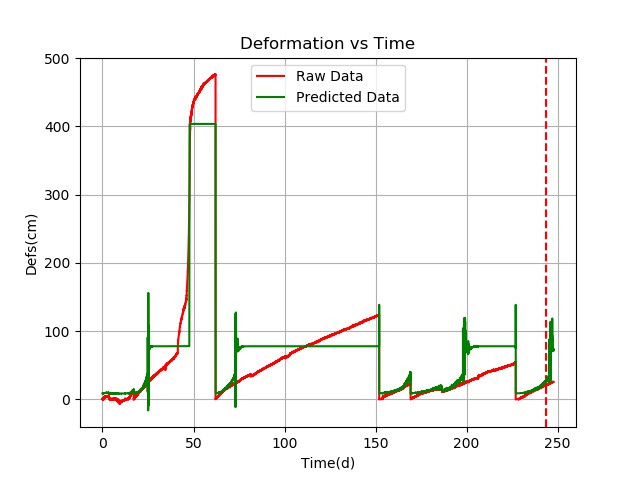 Deformation vs Time
Raw Data
Predicted Data
Defs(cm)
500
400
300
200
100
0
0 50 100 150 200 250
Time(d)